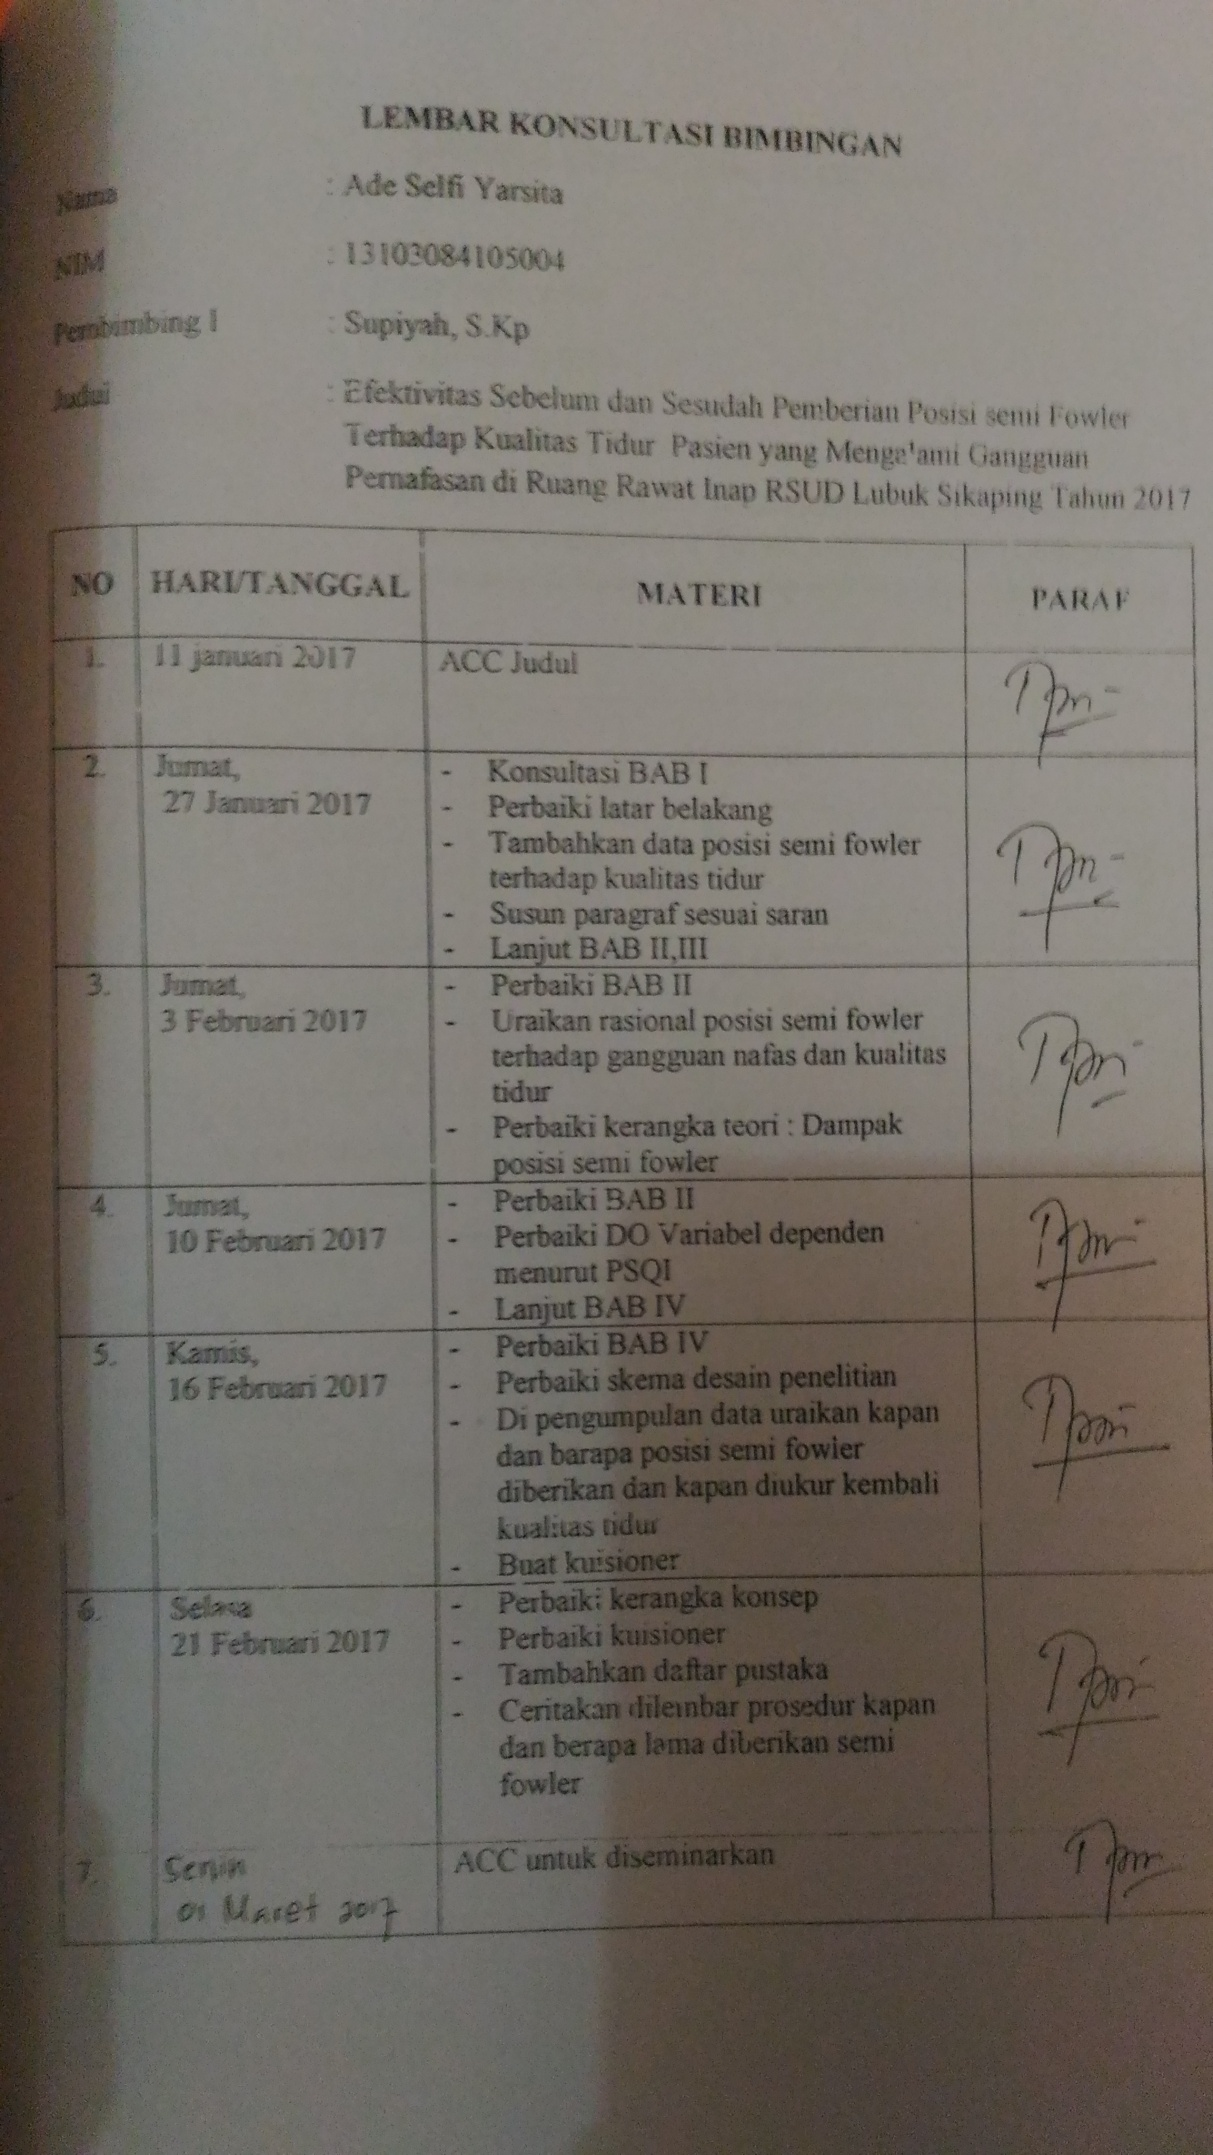 LEMBAR KONSULTASI BIMBINGAN
Nama : Ade Selfi Yarsita
NIM : 13103084105004
Pembimbing I : Supiyah, S.Kp
Judul : Efektivitas Sebelum dan Sesudah Pemberian Posisi semi Fowler
Terhadap Kualitas Tidur Pasien yang Mengalami Gangguan
Pernafasan di Ruang Rawat Inap RSUD Lubuk Sikaping Tahun 2017
NO HARI/TANGGAL MATERI PARAF
1. 11 januari 2017 ACC Judul
2. Jumat, - Konsultasi BAB I
27 Januari 2017 - Perbaiki latar belakang
- Tambahkan data posisi semi fowler
terhadap kualitas tidur
- Susun paragraf sesuai saran
- Lanjut BAB II,III
3. Jumat, - Perbaiki BAB II
3 Februari 2017 - Uraikan rasional posisi semi fowler
terhadap gangguan nafas dan kualitas
tidur
- Perbaiki kerangka teori : Dampak
posisi semi fowler
4. Jumat, - Perbaiki BAB II
10 Februari 2017 - Perbaiki DO Variabel dependen
menurut PSQI
- Lanjut BAB IV
5. Kamis, - Perbaiki BAB IV
16 Februari 2017 - Perbaiki skema desain penelitian
- Di pengumpulan data uraikan kapan
dan barapa posisi semi fowler
diberikan dan kapan diukur kembali
kualitas tidur
- Buat kuisioner
6. Selasa - Perbaiki kerangka konsep
21 Februari 2017 - Perbaiki kuisioner
- Tambahkan daftar pustaka
- Ceritakan dilembar prosedur kapan
dan berapa lama diberikan semi
fowler
7. Senin ACC untuk diseminarkan
01 Maret 2017